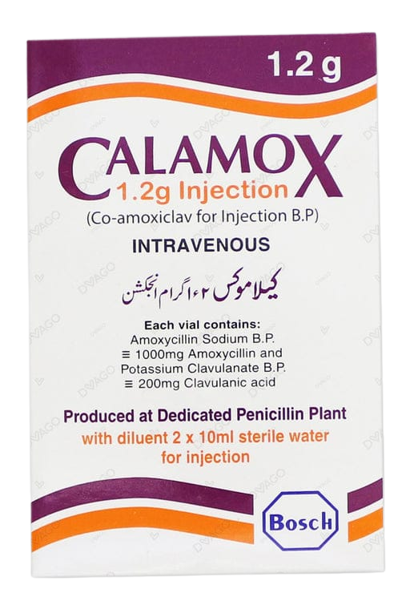 1.2 g
CALAMOX
1.2g Injection
(Co-amoxiclav for Injection B.P)
INTRAVENOUS
کیلاموکس ۱ء۲ گرام انجکشن
Each vial contains:
Amoxycillin Sodium B.P.
≡ 1000mg Amoxycillin and
Potassium Clavulanate B.P.
≡ 200mg Clavulanic acid
Produced at Dedicated Penicillin Plant
with diluent 2 x 10ml sterile water
for injection
Bosch